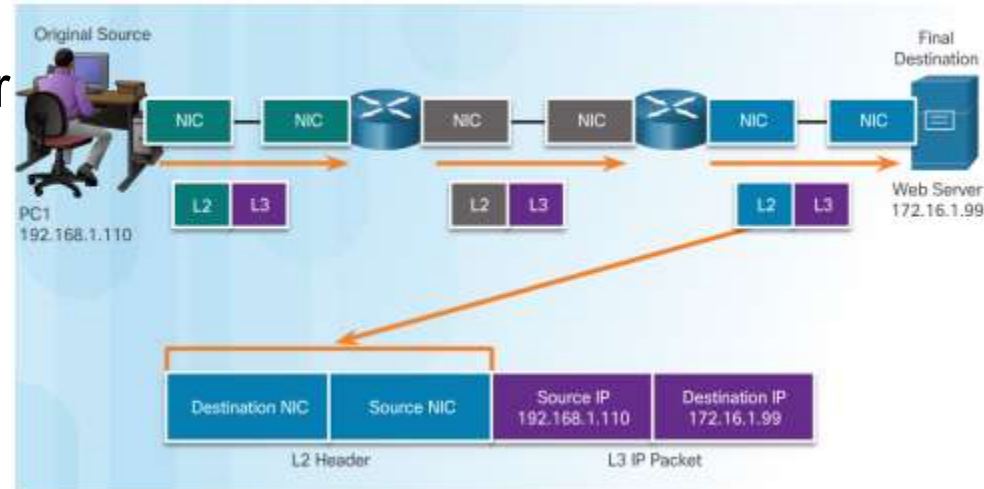 Original Source
r
Final
Destination
NIC
NIC
NIC
NIC
NIC
NIC
L2 L3
L2 L3
L2 L3
PC1
192.168.1.110
Web Server
172.16.1.99
Destination NIC
Source NIC
Source IP
192.168.1.110
Destination IP
172.16.1.99
L2 Header
L3 IP Packet